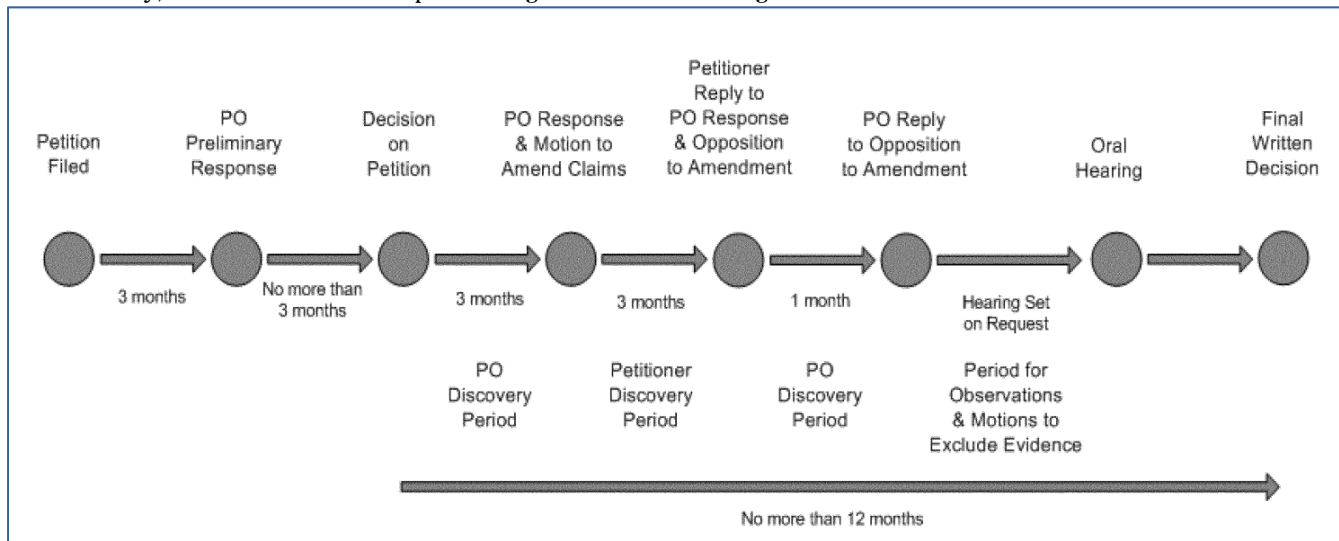 Petition
Filed
PO
Preliminary
Response
Decision
on
Petition
PO Response
& Motion to
Amend Claims
Petitioner
Reply to
PO Response
& Opposition
to Amendment
PO Reply
to Opposition
to Amendment
Oral
Hearing
Final
Written
Decision
3 months
No more than
3 months
3 months
3 months
1 month
Hearing Set
on Request
PO
Discovery
Period
Petitioner
Discovery
Period
PO
Discovery
Period
Period for
Observations
& Motions to
Exclude Evidence
No more than 12 months